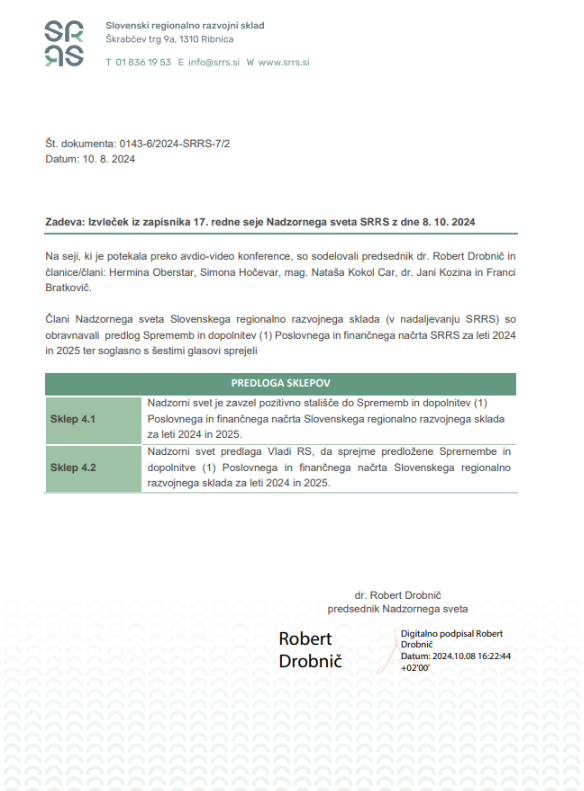 SRRS
Slovenski regionalno razvojni sklad
Škrabčev trg 9a, 1310 Ribnica
T 01 836 19 53 E info@srrs.si W www.srrs.si
Št. dokumenta: 0143-6/2024-SRRS-7/2
Datum: 10. 8. 2024
Zadeva: Izvleček iz zapisnika 17. redne seje Nadzornega sveta SRRS z dne 8. 10. 2024
Na seji, ki je potekala preko avdio-video konference, so sodelovali predsednik dr. Robert Drobnič in
članice/člani: Hermina Oberstar, Simona Hočevar, mag. Nataša Kokol Car, dr. Jani Kozina in Franci
Bratkovič.
Člani Nadzornega sveta Slovenskega regionalno razvojnega sklada (v nadaljevanju SRRS) so
obravnavali predlog Sprememb in dopolnitev (1) Poslovnega in finančnega načrta SRRS za leti 2024
in 2025 ter soglasno s šestimi glasovi sprejeli
PREDLOGA SKLEPOV
Sklep 4.1
Nadzorni svet je zavzel pozitivno stališče do Sprememb in dopolnitev (1)
Poslovnega in finančnega načrta Slovenskega regionalno razvojnega sklada
za leti 2024 in 2025.
Sklep 4.2
Nadzorni svet predlaga Vladi RS, da sprejme predložene Spremembe in
dopolnitve (1) Poslovnega in finančnega načrta Slovenskega regionalno
razvojnega sklada za leti 2024 in 2025.
dr. Robert Drobnič
predsednik Nadzornega sveta
Robert
Drobnič
Digitalno podpisal Robert
Drobnič
Datum: 2024.10.08 16:22:44
+02'00'